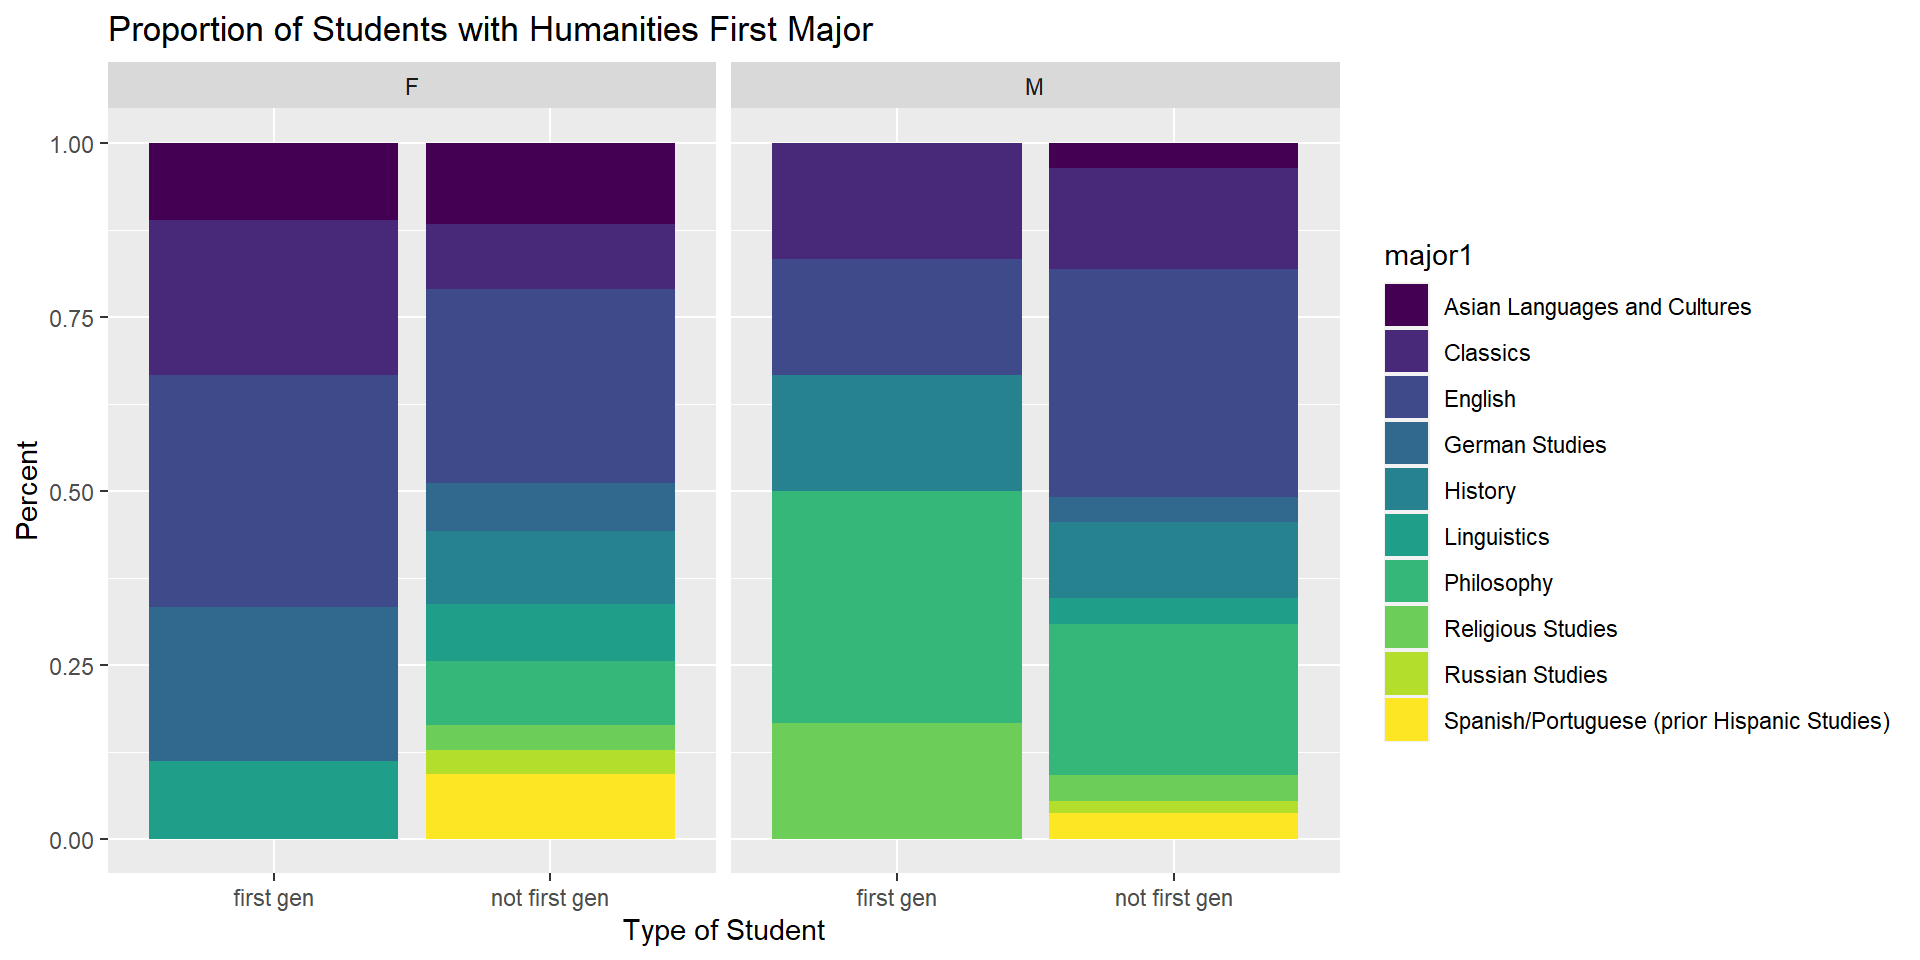 Proportion of Students with Humanities First Major
F
M
1.00
0.75
0.50
0.25
0.00
Percent
first gen
not first gen
first gen
not first gen
Type of Student
major1
Asian Languages and Cultures
Classics
English
German Studies
History
Linguistics
Philosophy
Religious Studies
Russian Studies
Spanish/Portuguese (prior Hispanic Studies)